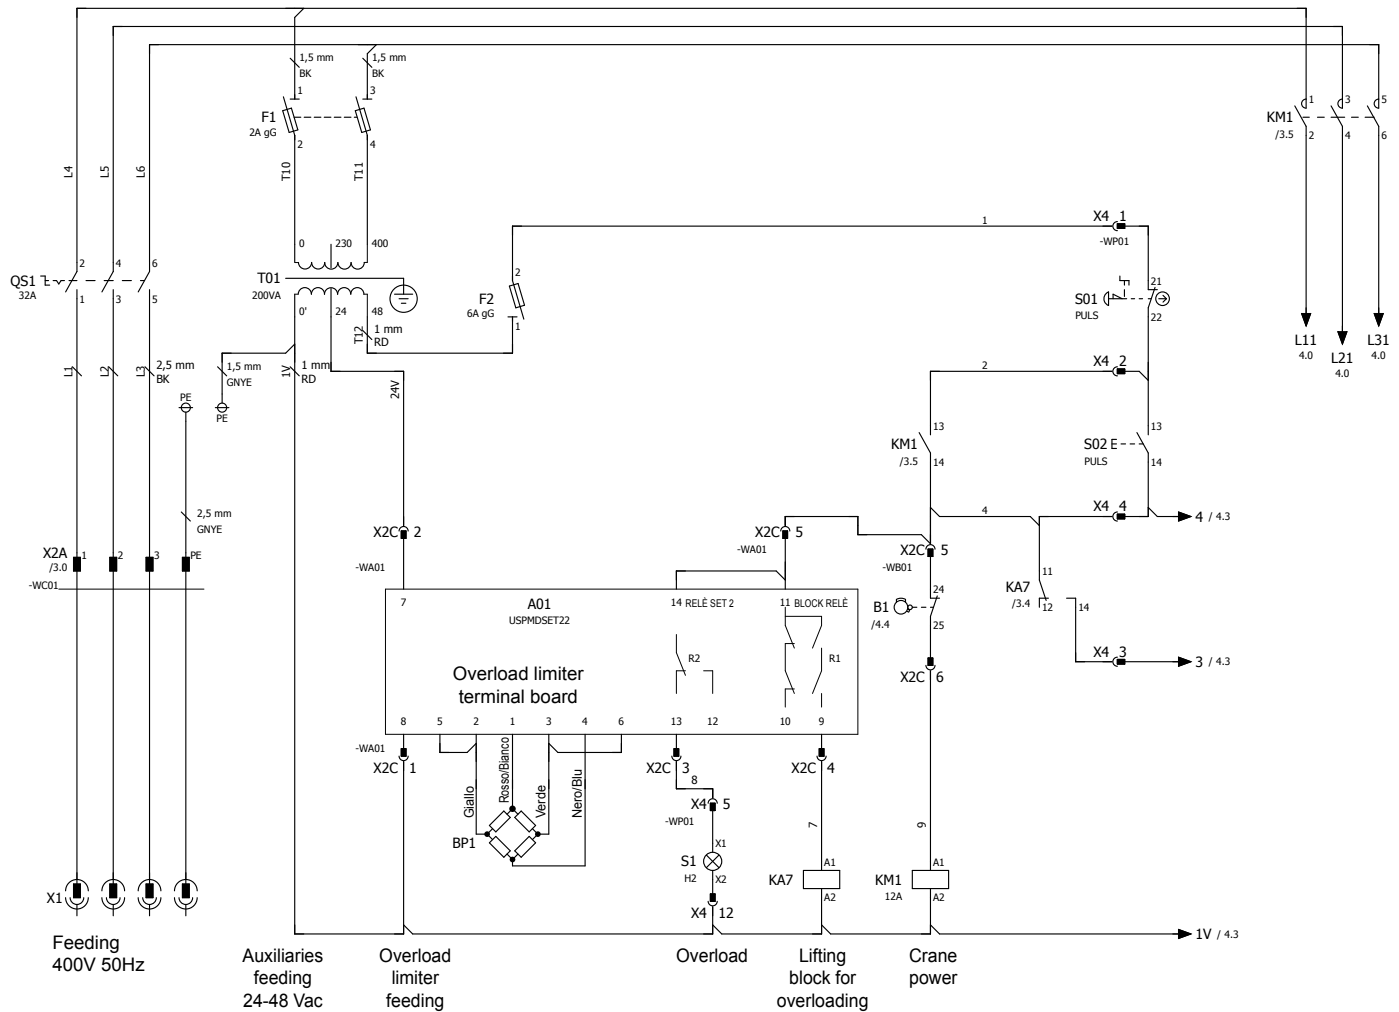 1,5 mm
BK
1,5 mm
BK
1
3
F1
2A gG
2
4
T10
T11
L4
L5
L6
KM1
/3.5
1
3
5
2
4
6
L11
4.0
L21
4.0
L31
4.0
QS1
32A
2
4
6
1
3
5
0
230
400
T01
200VA
0'
24
48
T12
1 mm
RD
F2
6A gG
2
1
1
X4 1
-WP01
S01
PULS
21
22
L1
L2
L3
2,5 mm
BK
1,5 mm
GNYE
PE
PE
1V
1 mm
RD
24V
2
X4 2
KM1
/3.5
13
14
S02 E
PULS
13
14
2,5 mm
GNYE
4
X4 4
4 / 4.3
X2A
/3.0
1
2
3
PE
-WC01
X2C 2
-WA01
X2C 5
-WA01
X2C 5
-WB01
B1
/4.4
24
25
KA7
/3.4
11
12
14
X4 3
3 / 4.3
X2C 6
7
A01
USPMDSET22
14 RELÈ SET 2
11 BLOCK RELÈ
Overload limiter
terminal board
R2
R1
8
5
2
1
3
4
6
13
12
10
9
-WA01
X2C 1
Giallo
Rosso/Bianco
Verde
Nero/Blu
BP1
X2C 3
8
X4 5
-WP01
S1
H2
X1
X2
X4 12
X2C 4
7
KA7
A1
A2
9
KM1
12A
A1
A2
X1
1V / 4.3
Feeding
400V 50Hz
Auxiliaries
feeding
24-48 Vac
Overload
limiter
feeding
Overload
Lifting
block for
overloading
Crane
power